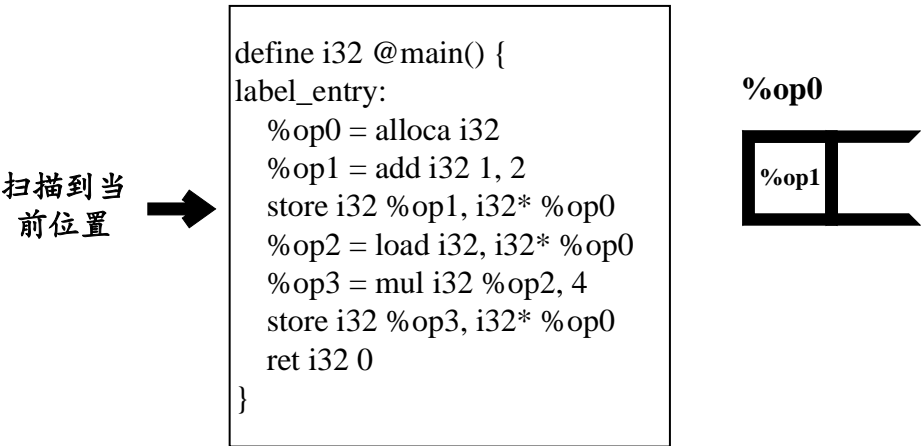 扫描到当
前位置
define i32 @main() {
label_entry:
%op0 = alloca i32
%op1 = add i32 1, 2
store i32 %op1, i32* %op0
%op2 = load i32, i32* %op0
%op3 = mul i32 %op2, 4
store i32 %op3, i32* %op0
ret i32 0
}
%op0
%op1